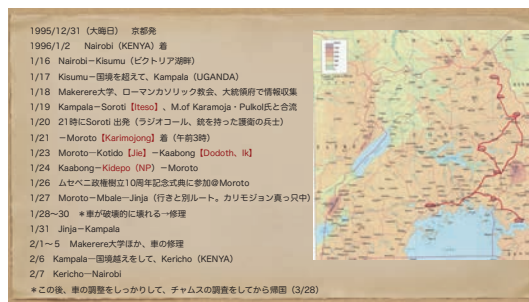 1995/12/31（大晦日） 京都発
1996/1/2 Nairobi（KENYA）着
1/16 Nairobi−Kisumu（ビクトリア湖畔）
1/17 Kisumu−国境を超えて、Kampala（UGANDA）
1/18 Makerere大学、ローマンカソリック教会、大統領府で情報収集
1/19 Kampala−Soroti【Iteso】、M.of Karamoja・Pulkol氏と合流
1/20 21時にSoroti 出発（ラジオコール、銃を持った護衛の兵士）
1/21 −Moroto【Karimojong】着（午前3時）
1/23 Moroto−Kotido【Jie】−Kaabong【Dodoth、Ik】
1/24 Kaabong−Kidepo（NP）−Moroto
1/26 ムセベニ政権樹立10周年記念式典に参加＠Moroto
1/27 Moroto−Mbale−Jinja（行きと別ルート。カリモジョン真っ只中）
1/28〜30 ＊車が破壊的に壊れる→修理
1/31 Jinja−Kampala
2/1〜5 Makerere大学ほか、車の修理
2/6 Kampala−国境越えをして、Kericho（KENYA）
2/7 Kericho−Nairobi
＊この後、車の調整をしっかりして、チャムスの調査をしてから帰国（3/28）